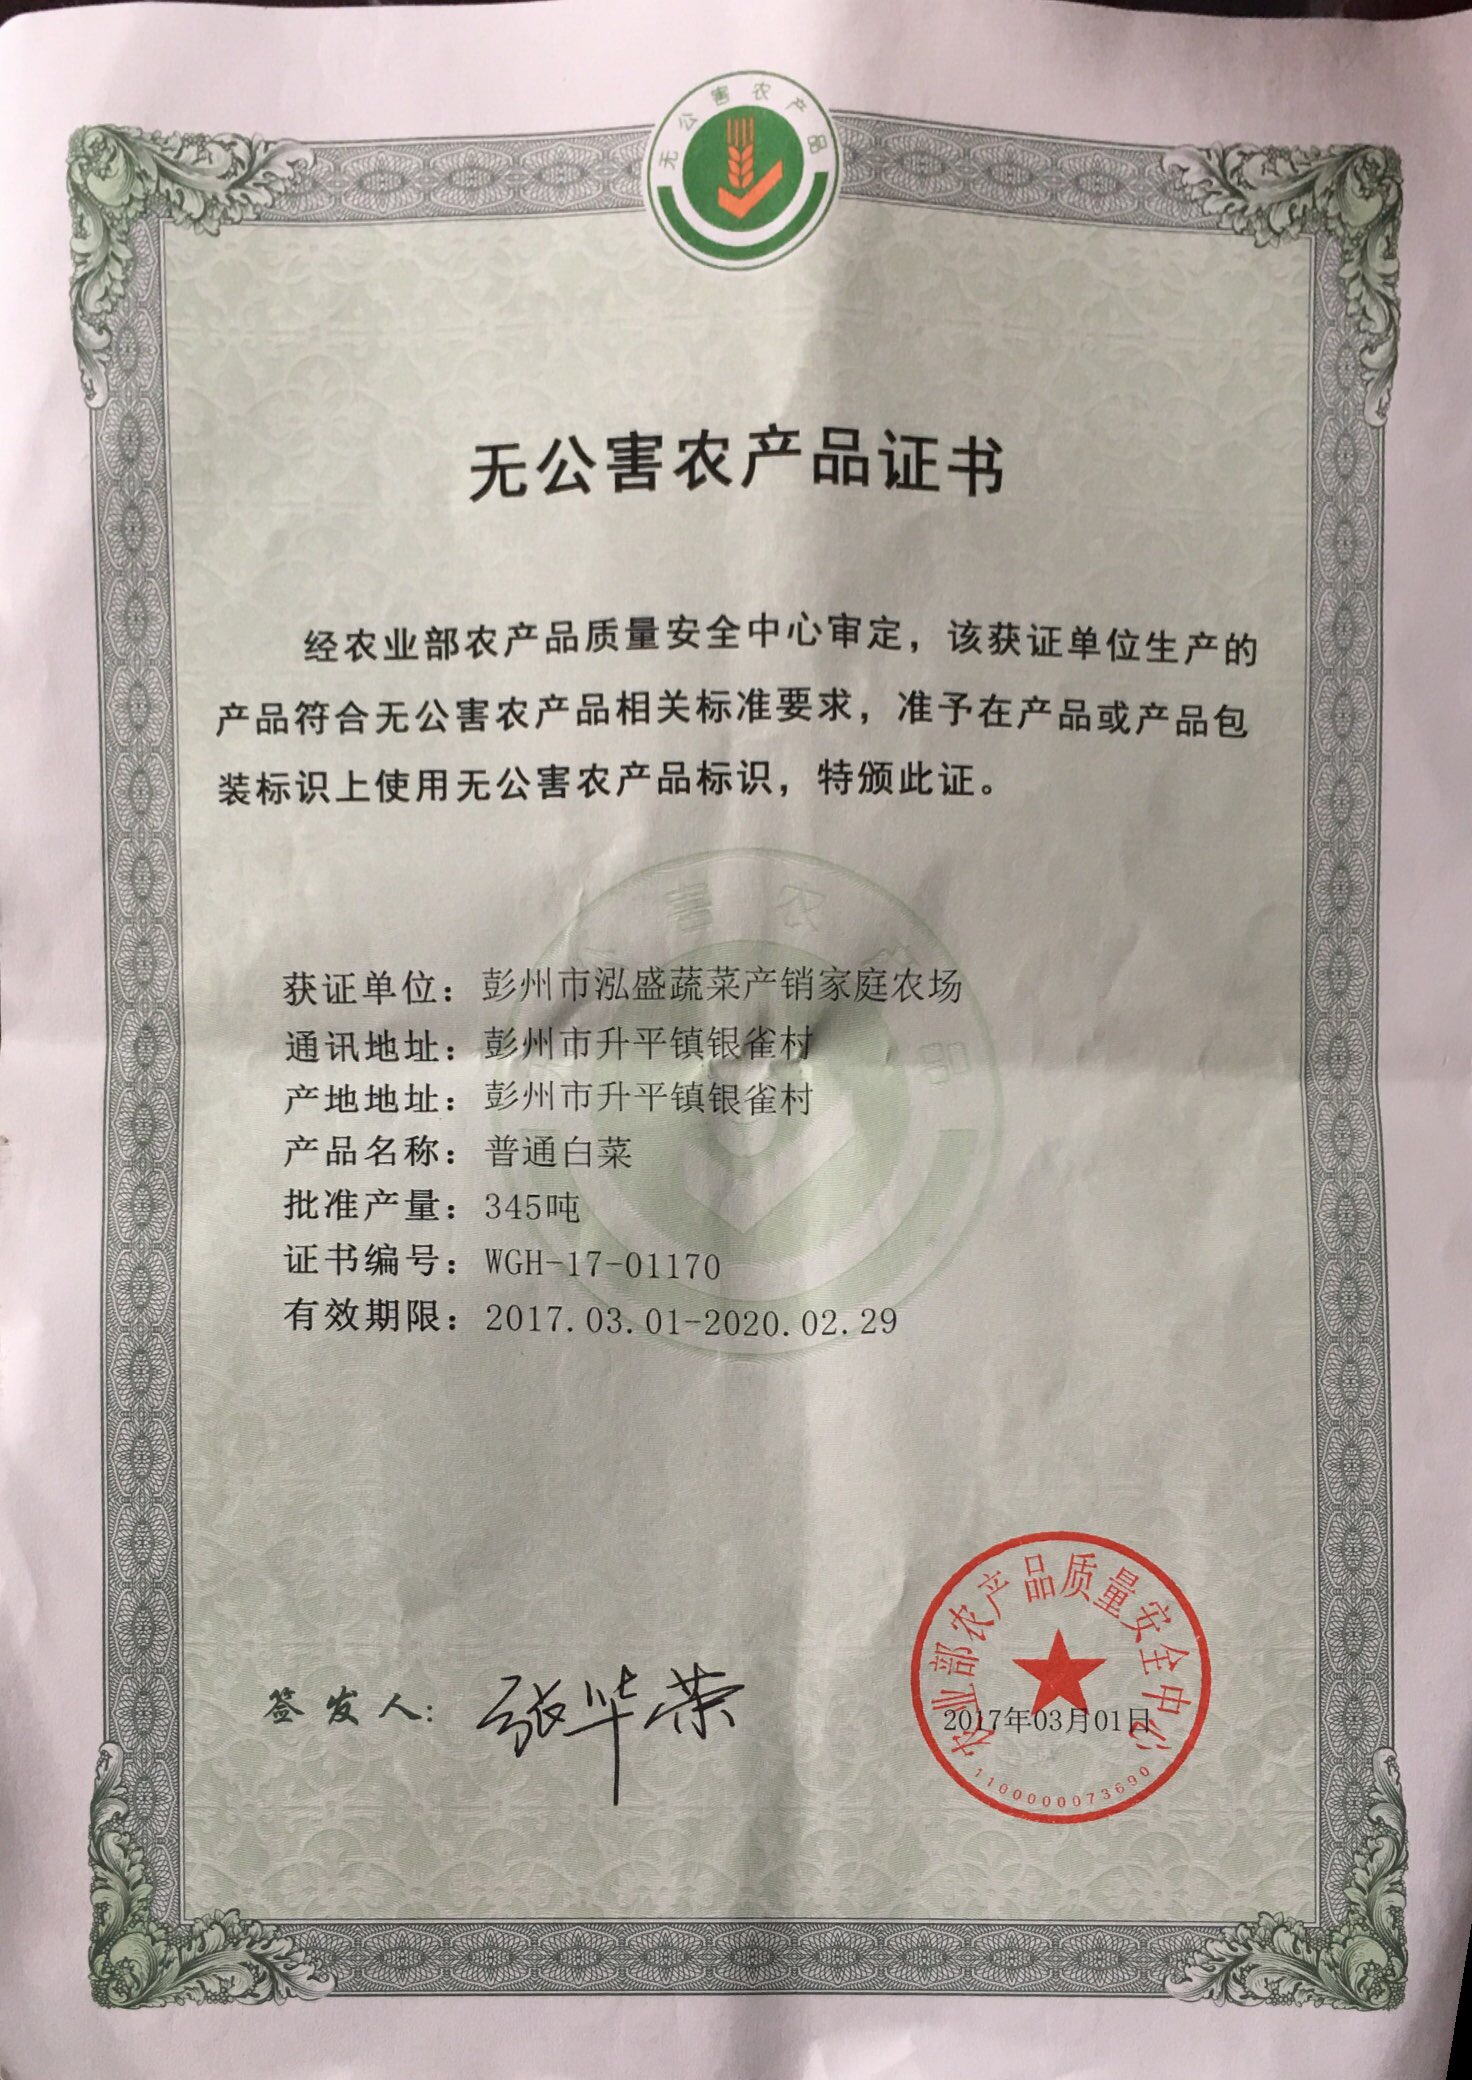 无公害农产品
无公害农产品证书
经农业部农产品质量安全中心审定，该获证单位生产的
产品符合无公害农产品相关标准要求，准予在产品或产品包
装标识上使用无公害农产品标识，特颁此证。
获证单位：彭州市泓盛蔬菜产销家庭农场
通讯地址：彭州市升平镇银雀村
产地地址：彭州市升平镇银雀村
产品名称：普通白菜
批准产量：345吨
证书编号：WGH-17-01170
有效期限：2017.03.01-2020.02.29
签发人：张华荣
农业部农产品质量安全中心
2017年03月01日
1100000073690